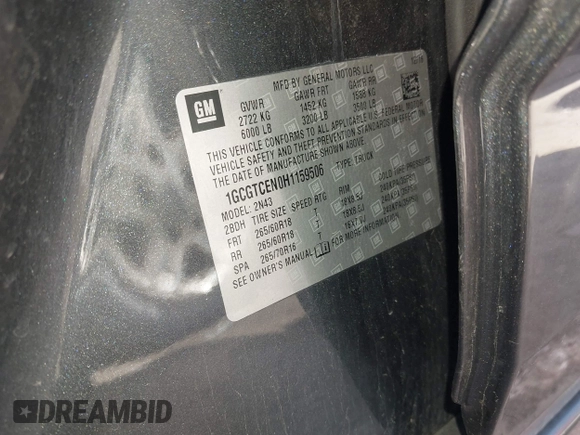 MFD BY GENERAL MOTORS LLC
GM
GVWR GAWR FRT GAWR RR
2722 KG 1452 KG 1588 KG
6000 LB 3200 LB 3500 LB
THIS VEHICLE CONFORMS TO ALL APPLICABLE U.S. FEDERAL MOTOR
VEHICLE SAFETY AND THEFT PREVENTION STANDARDS IN EFFECT ON
THE DATE OF MANUFACTURE SHOWN ABOVE.
1GCGTCEN0H1159506 TYPE: TRUCK
MODEL: 2N43
2BDH TIRE SIZE SPEED RTG RIM COLD TIRE PRESSURE
FRT 265/60R18 T 18X8.5J
RR 265/60R18 T 18X8.5J
SPA 265/70R16 T
SEE OWNER'S MANUAL FOR MORE INFORMATION
DREAMBID